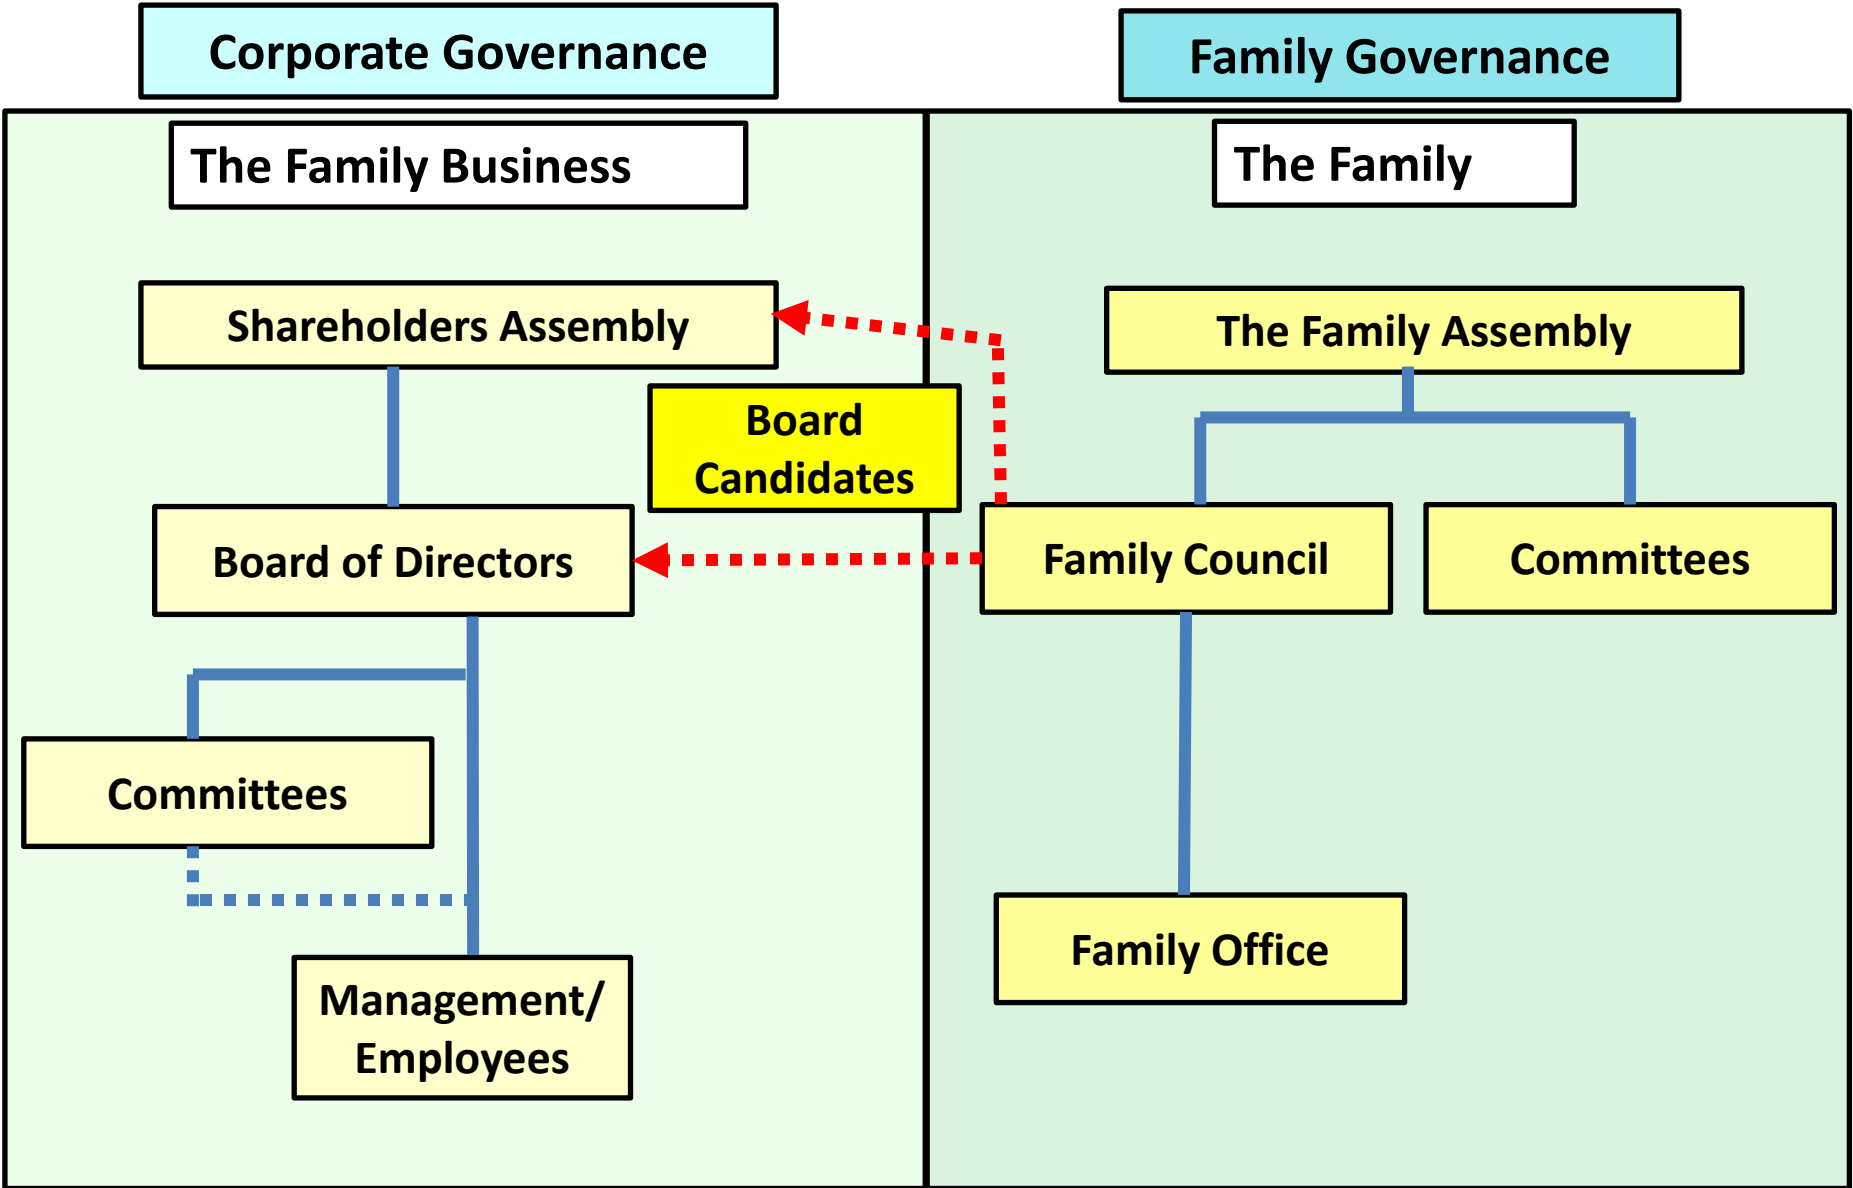 Corporate Governance
Family Governance
The Family Business
The Family
Shareholders Assembly
The Family Assembly
Board
Candidates
Board of Directors
Family Council
Committees
Committees
Family Office
Management/
Employees